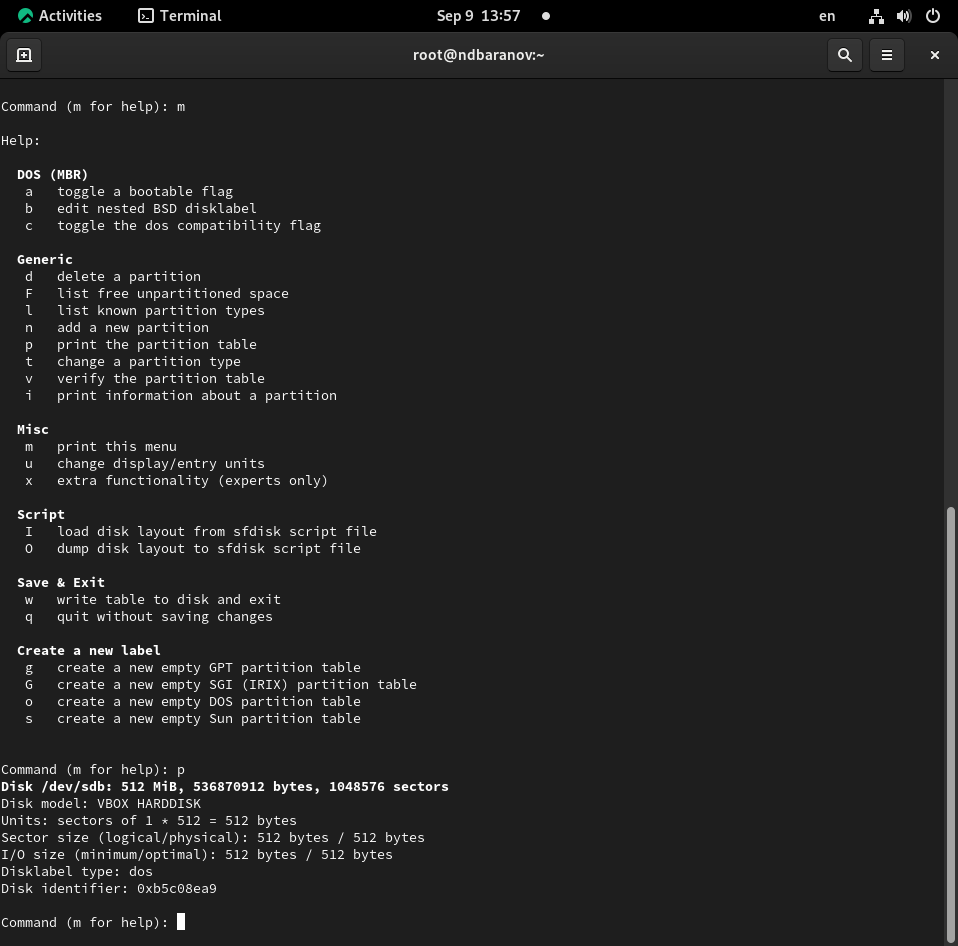 Activities Terminal Sep 9 13:57 en
root@ndbaranov:~
Command (m for help): m
Help:
DOS (MBR)
a toggle a bootable flag
b edit nested BSD disklabel
c toggle the dos compatibility flag
Generic
d delete a partition
F list free unpartitioned space
l list known partition types
n add a new partition
p print the partition table
t change a partition type
v verify the partition table
i print information about a partition
Misc
m print this menu
u change display/entry units
x extra functionality (experts only)
Script
I load disk layout from sfdisk script file
O dump disk layout to sfdisk script file
Save & Exit
w write table to disk and exit
q quit without saving changes
Create a new label
g create a new empty GPT partition table
G create a new empty SGI (IRIX) partition table
o create a new empty DOS partition table
s create a new empty Sun partition table
Command (m for help): p
Disk /dev/sdb: 512 MiB, 536870912 bytes, 1048576 sectors
Disk model: VBOX HARDDISK
Units: sectors of 1 * 512 = 512 bytes
Sector size (logical/physical): 512 bytes / 512 bytes
I/O size (minimum/optimal): 512 bytes / 512 bytes
Disklabel type: dos
Disk identifier: 0xb5c08ea9
Command (m for help):